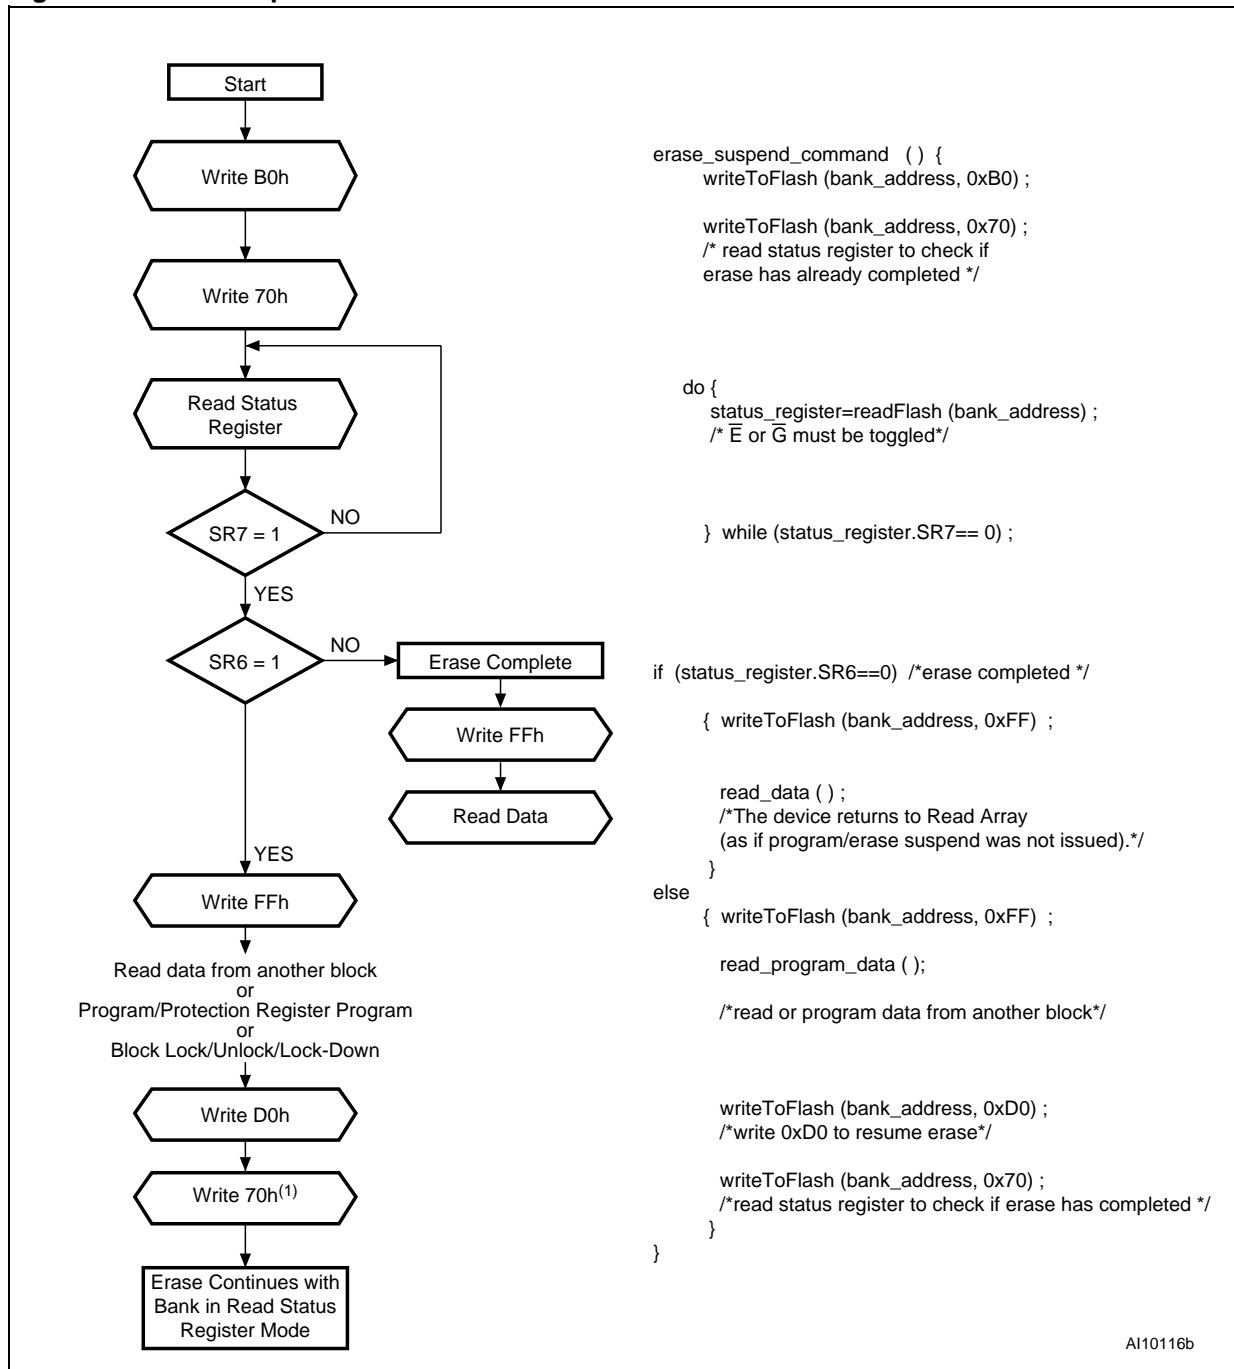 Start
Write B0h
Write 70h
Read Status
Register
SR7 = 1
NO
YES
SR6 = 1
NO
Erase Complete
Write FFh
Read Data
YES
Write FFh
Read data from another block
or
Program/Protection Register Program
or
Block Lock/Unlock/Lock-Down
Write D0h
Write 70h(1)
Erase Continues with
Bank in Read Status
Register Mode
erase_suspend_command ( ) {
writeToFlash (bank_address, 0xB0) ;
writeToFlash (bank_address, 0x70) ;
/* read status register to check if
erase has already completed */
do {
status_register=readFlash (bank_address) ;
/* E̅ or G̅ must be toggled*/
} while (status_register.SR7== 0) ;
if (status_register.SR6==0) /*erase completed */
{ writeToFlash (bank_address, 0xFF) ;
read_data ( ) ;
/*The device returns to Read Array
(as if program/erase suspend was not issued).*/
}
else
{ writeToFlash (bank_address, 0xFF) ;
read_program_data ( );
/*read or program data from another block*/
writeToFlash (bank_address, 0xD0) ;
/*write 0xD0 to resume erase*/
writeToFlash (bank_address, 0x70) ;
/*read status register to check if erase has completed */
}
}
AI10116b